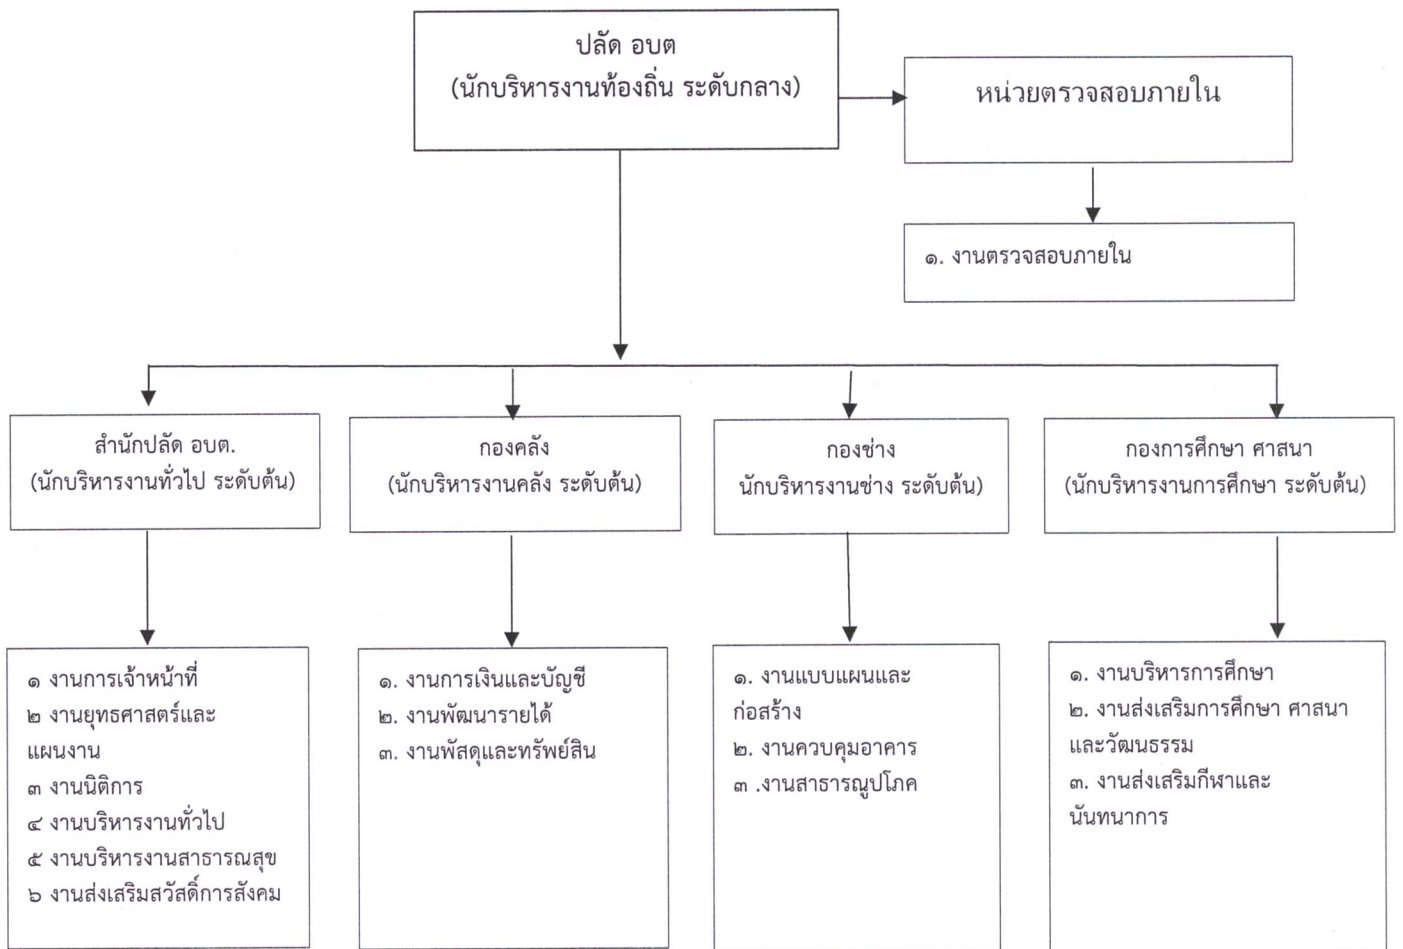 ปลัด อบต
(นักบริหารงานท้องถิ่น ระดับกลาง)
หน่วยตรวจสอบภายใน
๑. งานตรวจสอบภายใน
สำนักปลัด อบต.
(นักบริหารงานทั่วไป ระดับต้น)
กองคลัง
(นักบริหารงานคลัง ระดับต้น)
กองช่าง
นักบริหารงานช่าง ระดับต้น)
กองการศึกษา ศาสนา
(นักบริหารงานการศึกษา ระดับต้น)
๑ งานการเจ้าหน้าที่
๒ งานยุทธศาสตร์และ
แผนงาน
๓ งานนิติการ
๔ งานบริหารงานทั่วไป
๕ งานบริหารงานสาธารณสุข
๖ งานส่งเสริมสวัสดิ์การสังคม
๑. งานการเงินและบัญชี
๒. งานพัฒนารายได้
๓. งานพัสดุและทรัพย์สิน
๑. งานแบบแผนและ
ก่อสร้าง
๒. งานควบคุมอาคาร
๓ .งานสาธารณูปโภค
๑. งานบริหารการศึกษา
๒. งานส่งเสริมการศึกษา ศาสนา
และวัฒนธรรม
๓. งานส่งเสริมกีฬาและ
นันทนาการ